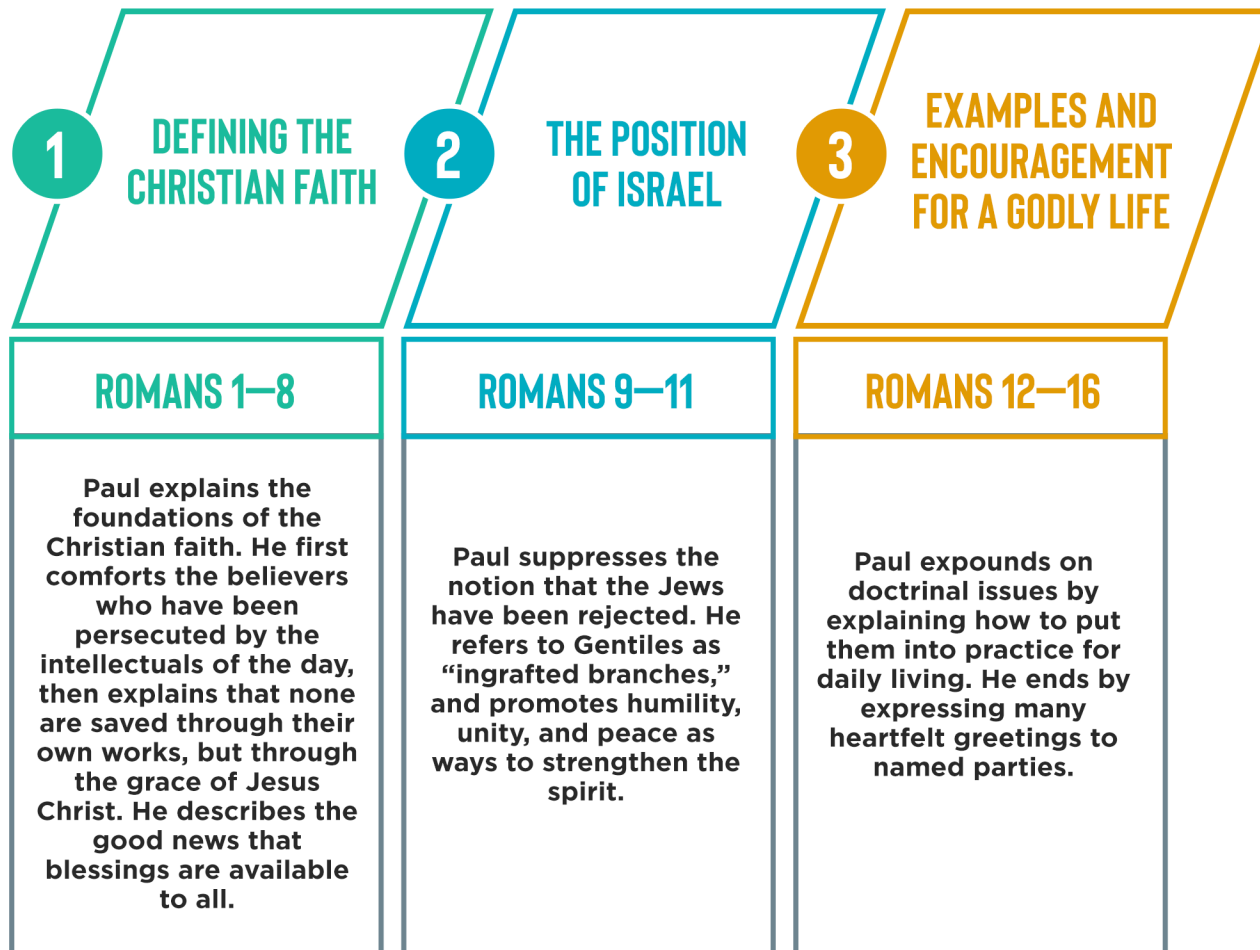 1
DEFINING THE
CHRISTIAN FAITH
ROMANS 1—8
Paul explains the
foundations of the
Christian faith. He first
comforts the believers
who have been
persecuted by the
intellectuals of the day,
then explains that none
are saved through their
own works, but through
the grace of Jesus
Christ. He describes the
good news that
blessings are available
to all.
2
THE POSITION
OF ISRAEL
ROMANS 9—11
Paul suppresses the
notion that the Jews
have been rejected. He
refers to Gentiles as
“ingrafted branches,”
and promotes humility,
unity, and peace as
ways to strengthen the
spirit.
3
EXAMPLES AND
ENCOURAGEMENT
FOR A GODLY LIFE
ROMANS 12—16
Paul expounds on
doctrinal issues by
explaining how to put
them into practice for
daily living. He ends by
expressing many
heartfelt greetings to
named parties.